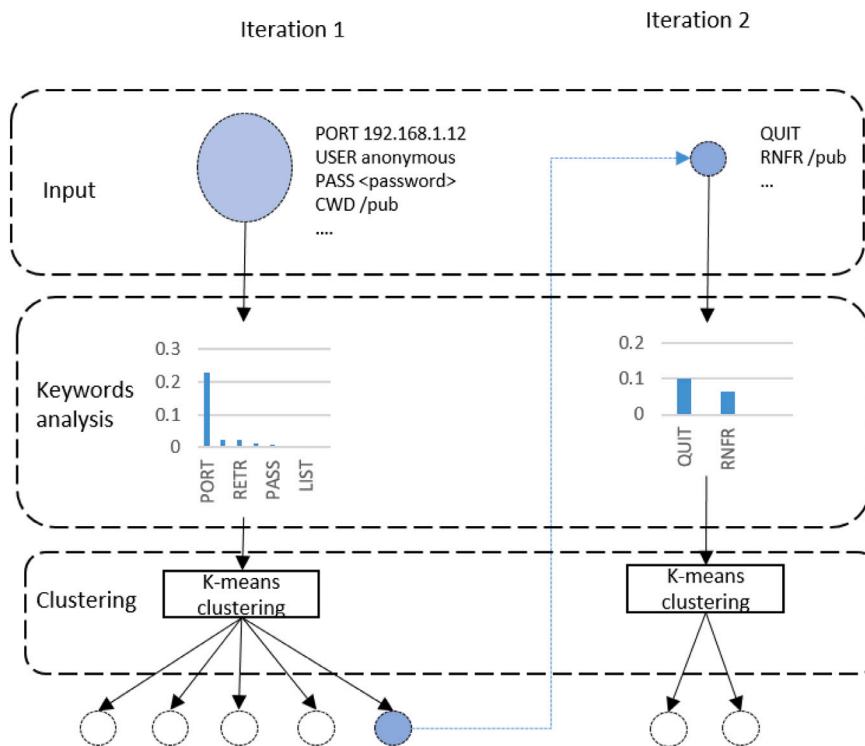 Iteration 1
Iteration 2
Input
PORT 192.168.1.12
USER anonymous
PASS <password>
CWD /pub
....
QUIT
RNFR /pub
...
Keywords
analysis
0.3
0.2
0.1
0
PORT
RETR
PASS
LIST
0.2
0.1
0
QUIT
RNFR
Clustering
K-means
clustering
K-means
clustering